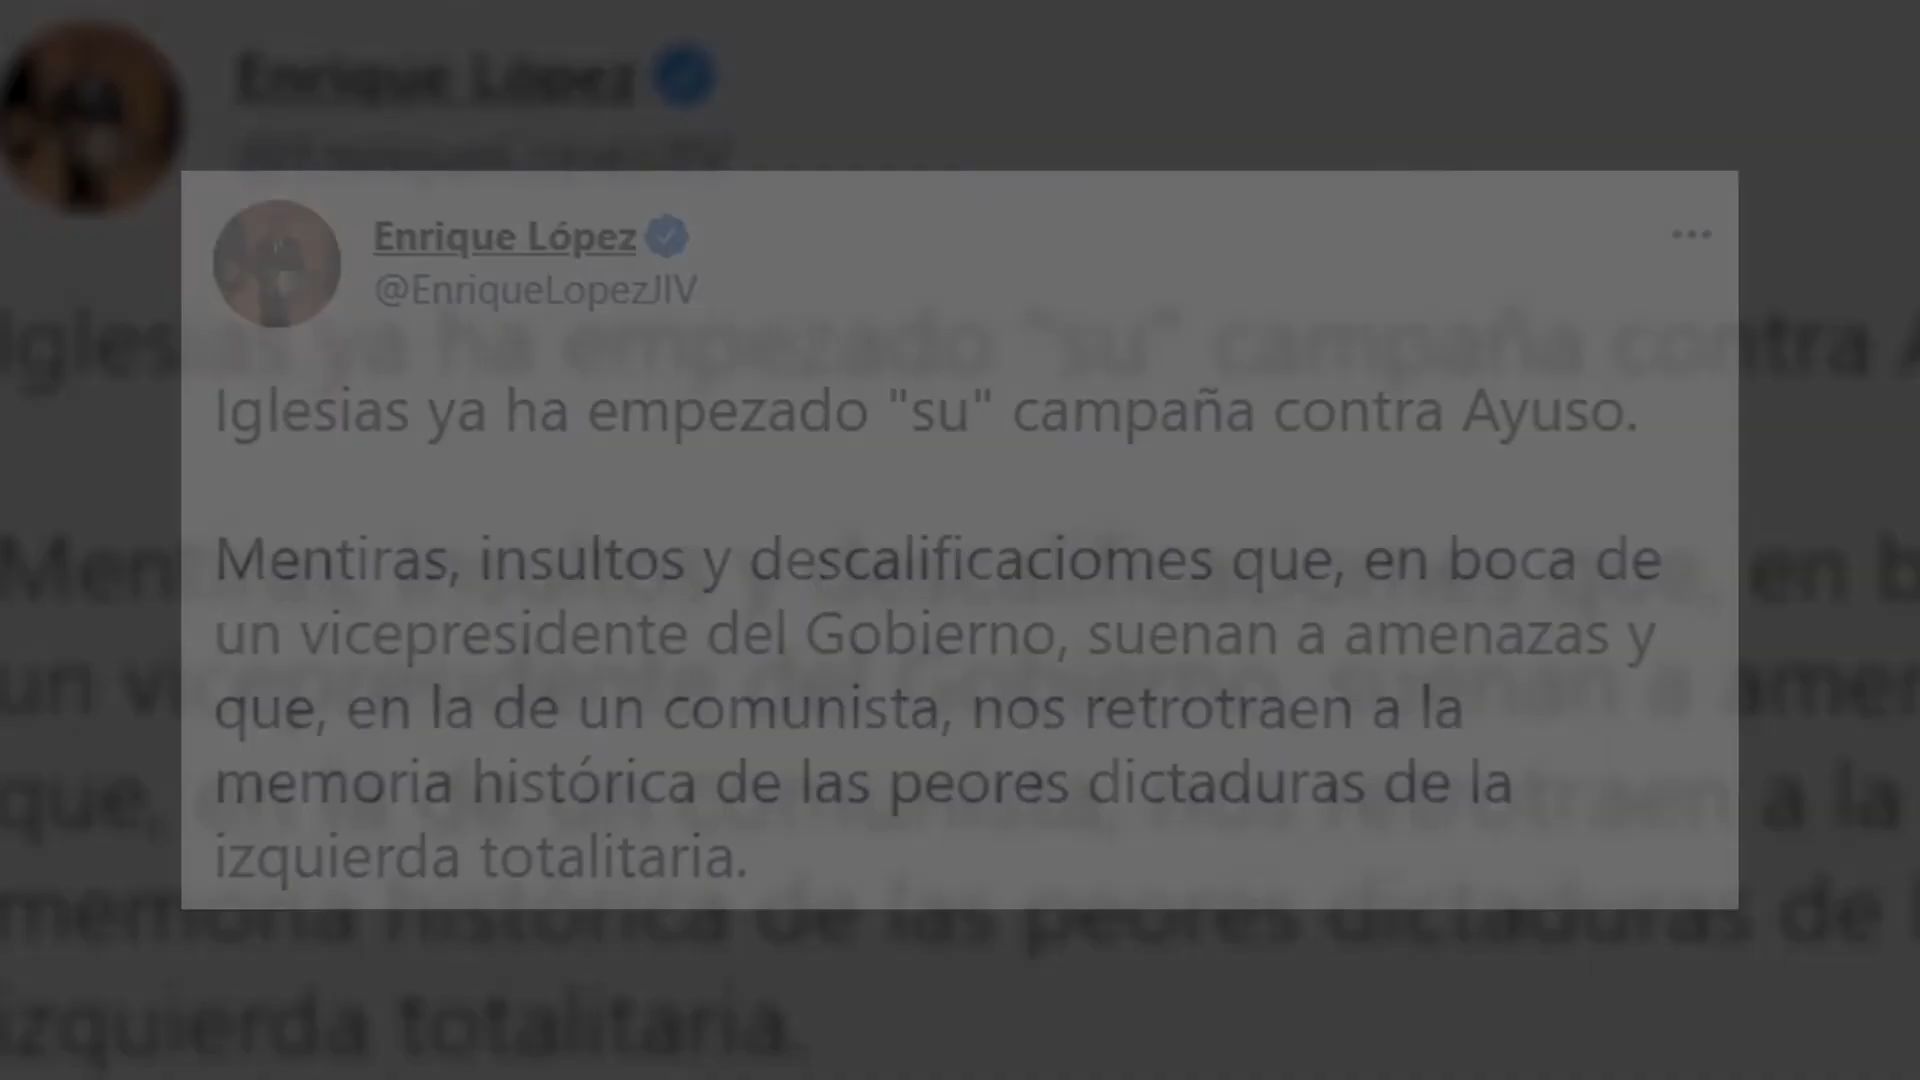 Enrique López
@EnriqueLopezJIV
Iglesias ya ha empezado "su" campaña contra Ayuso.
Mentiras, insultos y descalificaciomes que, en boca de
un vicepresidente del Gobierno, suenan a amenazas y
que, en la de un comunista, nos retrotraen a la
memoria histórica de las peores dictaduras de la
izquierda totalitaria.